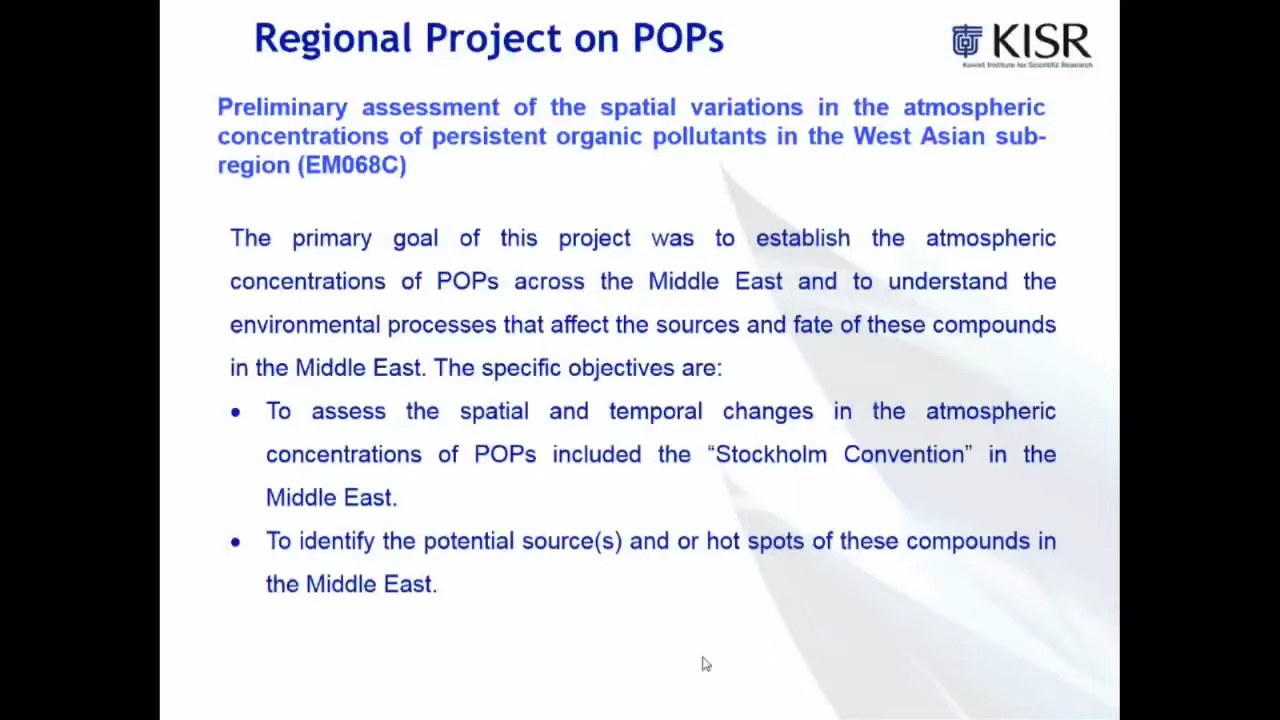 Regional Project on POPs
KISR
Kuwait Institute for Scientific Research
Preliminary assessment of the spatial variations in the atmospheric
concentrations of persistent organic pollutants in the West Asian sub-
region (EM068C)
The primary goal of this project was to establish the atmospheric
concentrations of POPs across the Middle East and to understand the
environmental processes that affect the sources and fate of these compounds
in the Middle East. The specific objectives are:
• To assess the spatial and temporal changes in the atmospheric
concentrations of POPs included the “Stockholm Convention” in the
Middle East.
• To identify the potential source(s) and or hot spots of these compounds in
the Middle East.